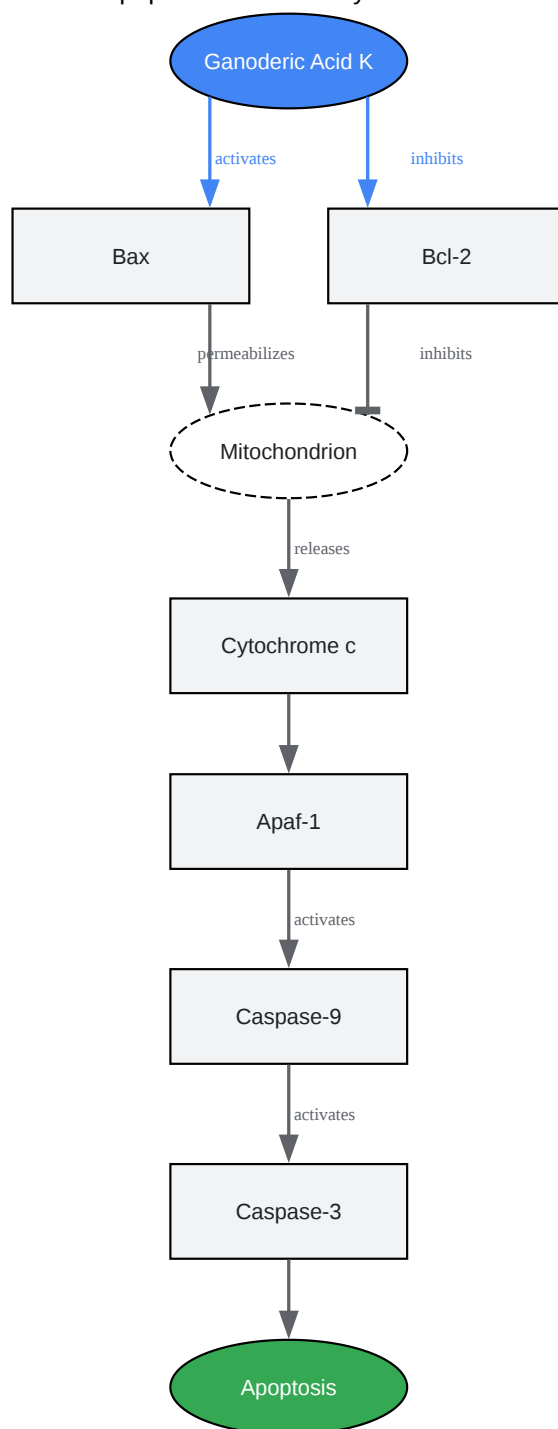 Ganoderic Acid K
activates
inhibits
Bax
Bcl-2
permeabilizes
inhibits
Mitochondrion
releases
Cytochrome c
Apaf-1
activates
Caspase-9
activates
Caspase-3
Apoptosis